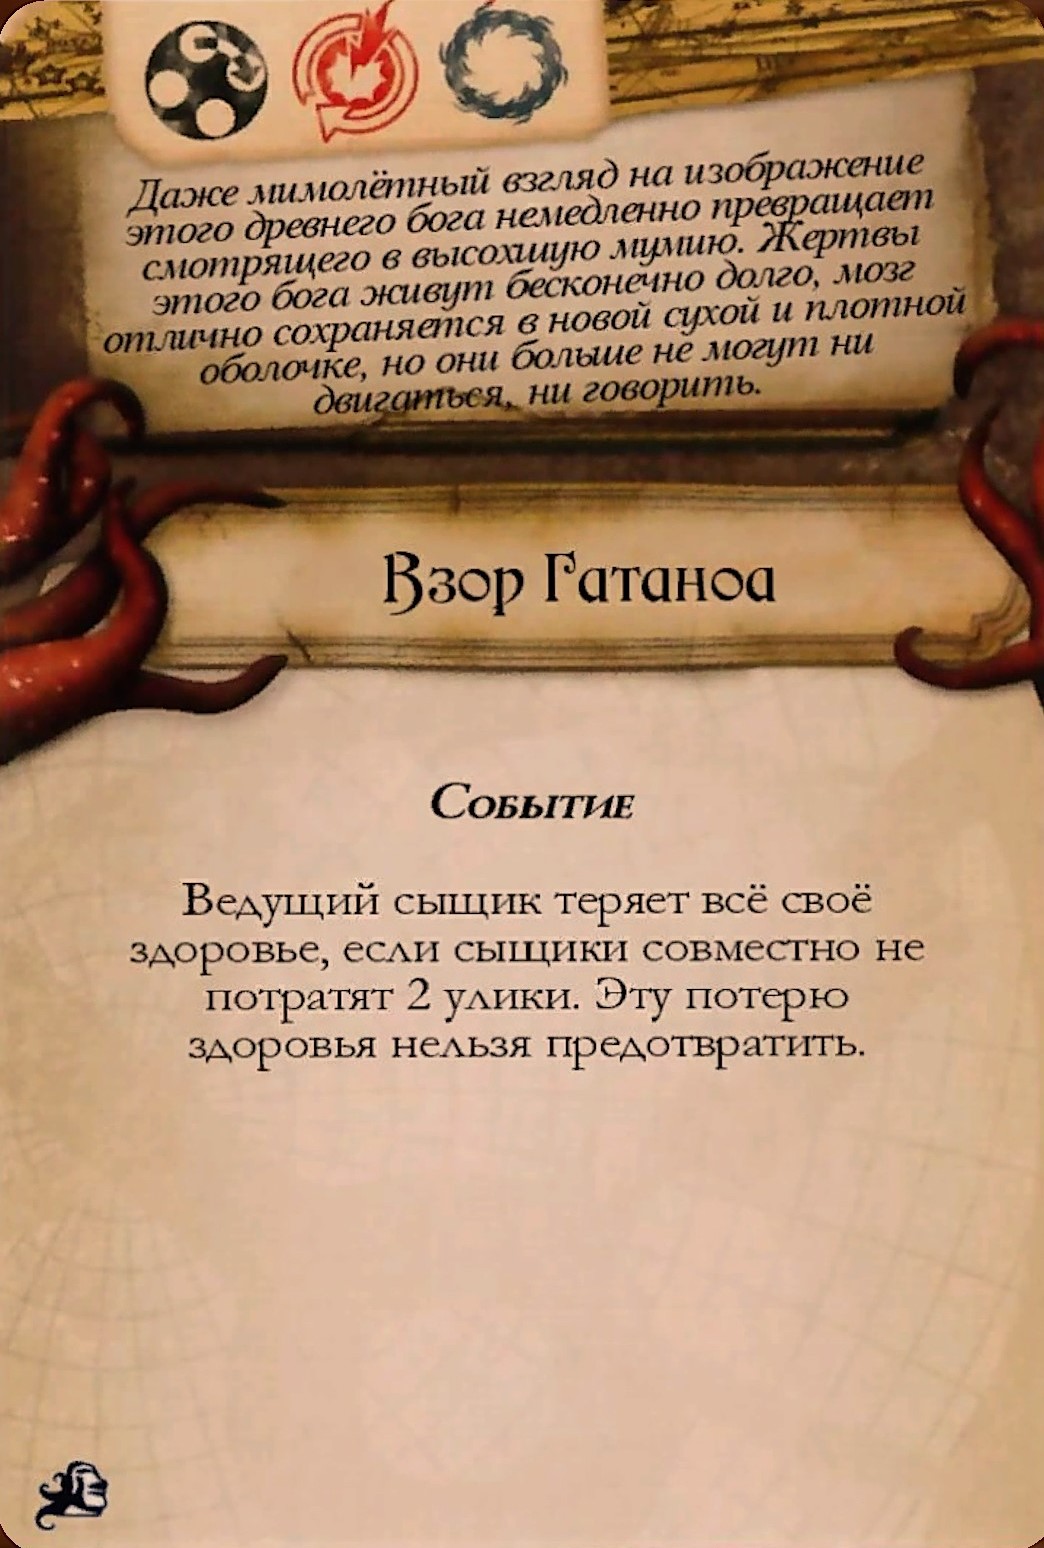 Даже мимолётный взгляд на изображение
этого древнего бога немедленно превращает
смотрящего в высохшую мумию. Жертвы
этого бога живут бесконечно долго, мозг
отлично сохраняется в новой сухой и плотной
оболочке, но они больше не могут ни
двигаться, ни говорить.
Взор Гатаноа
Событие
Ведущий сыщик теряет всё своё
здоровье, если сыщики совместно не
потратят 2 улики. Эту потерю
здоровья нельзя предотвратить.